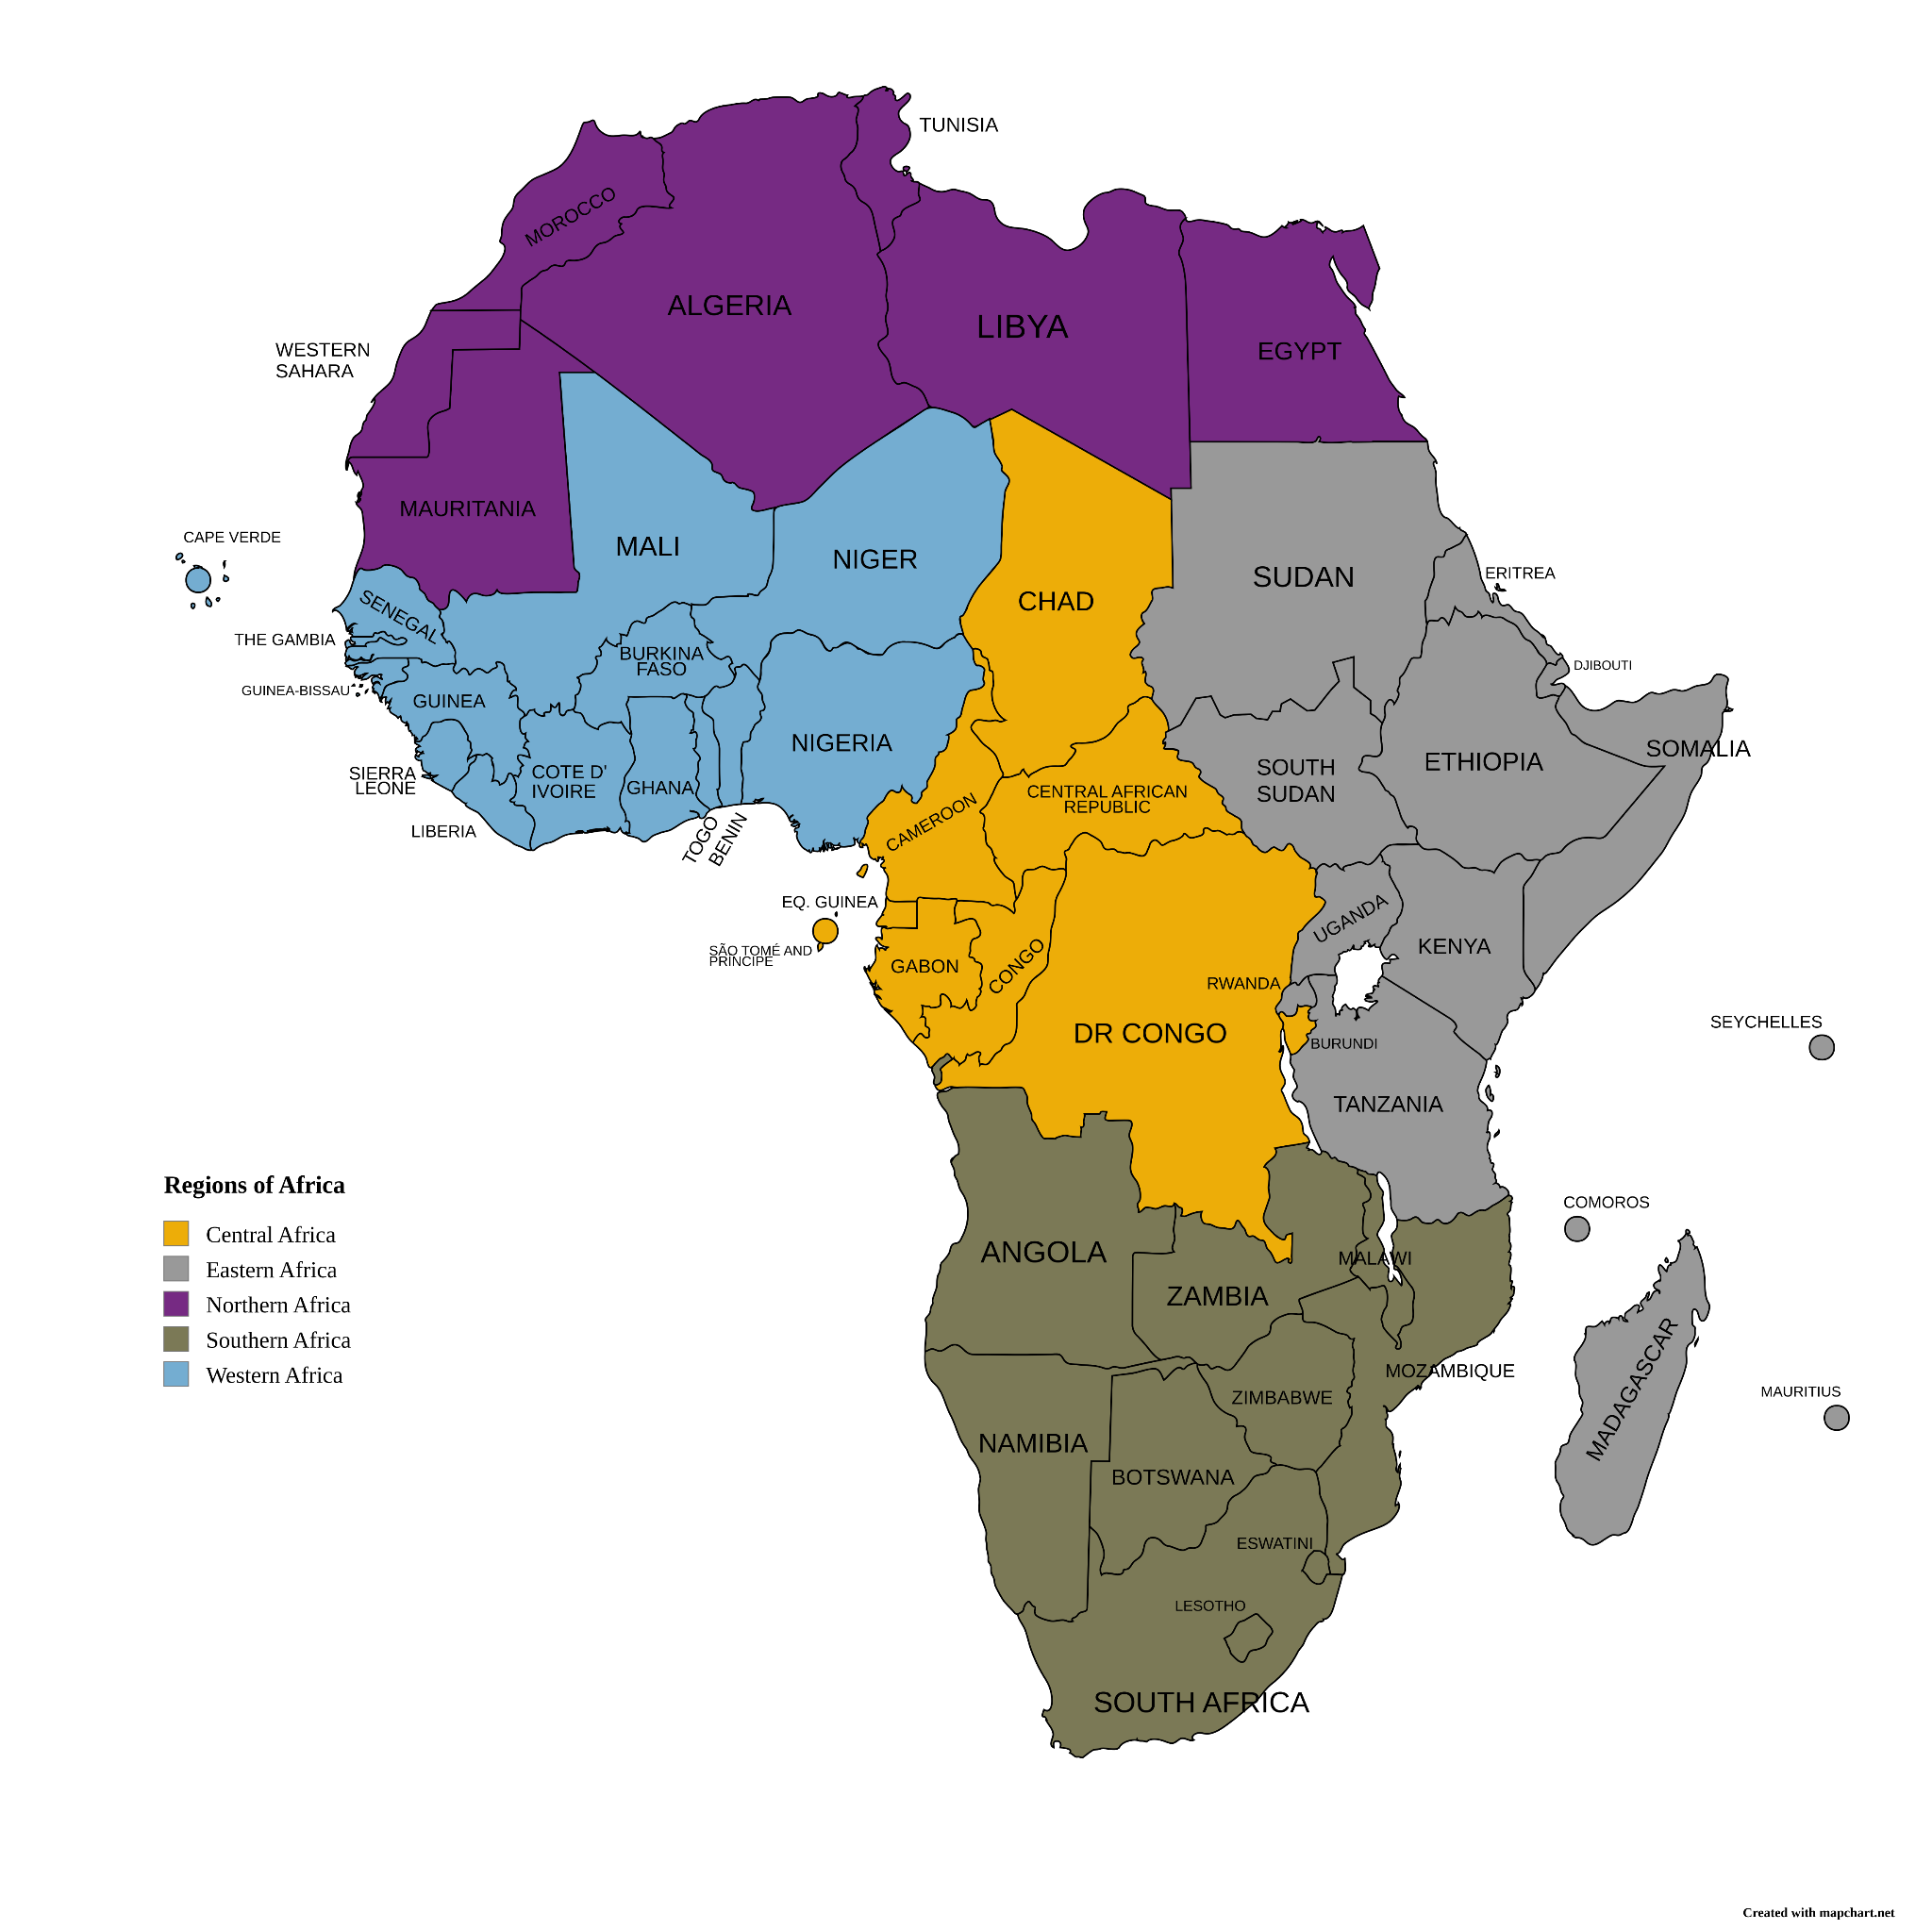 TUNISIA
MOROCCO
ALGERIA
LIBYA
EGYPT
WESTERN
SAHARA
MAURITANIA
CAPE VERDE
MALI
NIGER
CHAD
SUDAN
ERITREA
SENEGAL
THE GAMBIA
BURKINA
FASO
DJIBOUTI
GUINEA-BISSAU
GUINEA
NIGERIA
SOMALIA
ETHIOPIA
SOUTH
SUDAN
SIERRA
LEONE
COTE D'
IVOIRE
GHANA
CENTRAL AFRICAN
REPUBLIC
CAMEROON
LIBERIA
TOGO
BENIN
EQ. GUINEA
UGANDA
KENYA
SÃO TOMÉ AND
PRÍNCIPE
GABON
CONGO
RWANDA
SEYCHELLES
DR CONGO
BURUNDI
TANZANIA
Regions of Africa
Central Africa
Eastern Africa
Northern Africa
Southern Africa
Western Africa
COMOROS
ANGOLA
MALAWI
ZAMBIA
MOZAMBIQUE
MADAGASCAR
MAURITIUS
ZIMBABWE
NAMIBIA
BOTSWANA
ESWATINI
LESOTHO
SOUTH AFRICA
Created with mapchart.net